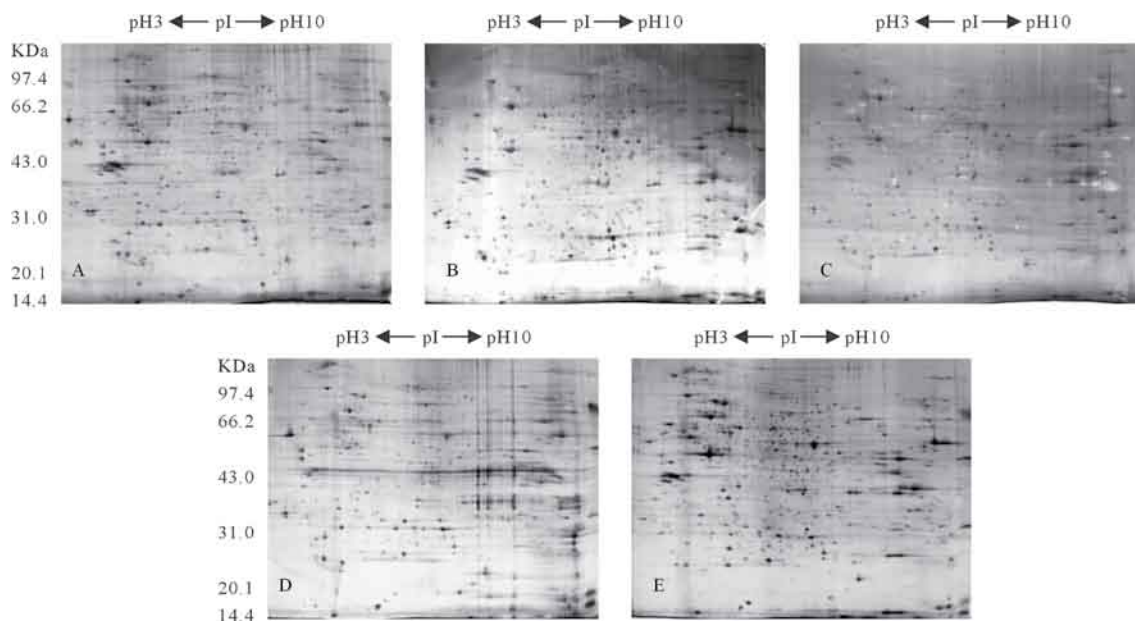 pH3 ← pI → pH10
pH3 ← pI → pH10
pH3 ← pI → pH10
KDa
97.4
66.2
43.0
31.0
20.1
14.4
A
B
C
pH3 ← pI → pH10
pH3 ← pI → pH10
KDa
97.4
66.2
43.0
31.0
20.1
14.4
D
E